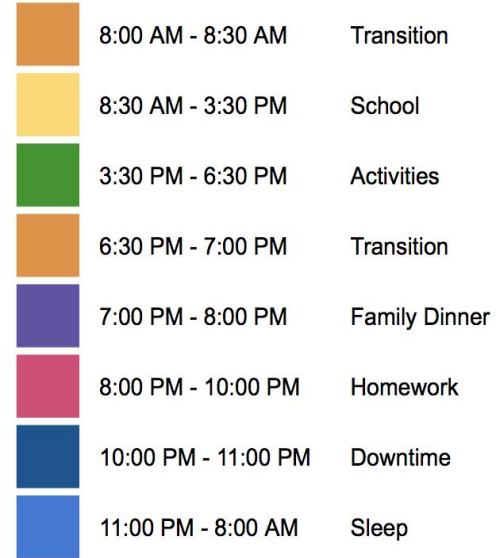 8:00 AM - 8:30 AM Transition
8:30 AM - 3:30 PM School
3:30 PM - 6:30 PM Activities
6:30 PM - 7:00 PM Transition
7:00 PM - 8:00 PM Family Dinner
8:00 PM - 10:00 PM Homework
10:00 PM - 11:00 PM Downtime
11:00 PM - 8:00 AM Sleep